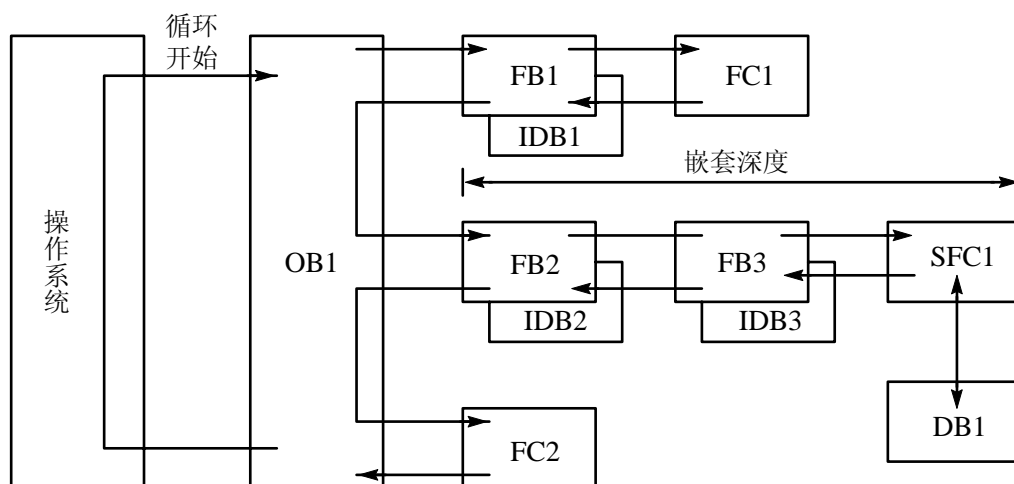 循环
开始
FB1
FC1
IDB1
嵌套深度
操作系统
OB1
FB2
FB3
SFC1
IDB2
IDB3
DB1
FC2